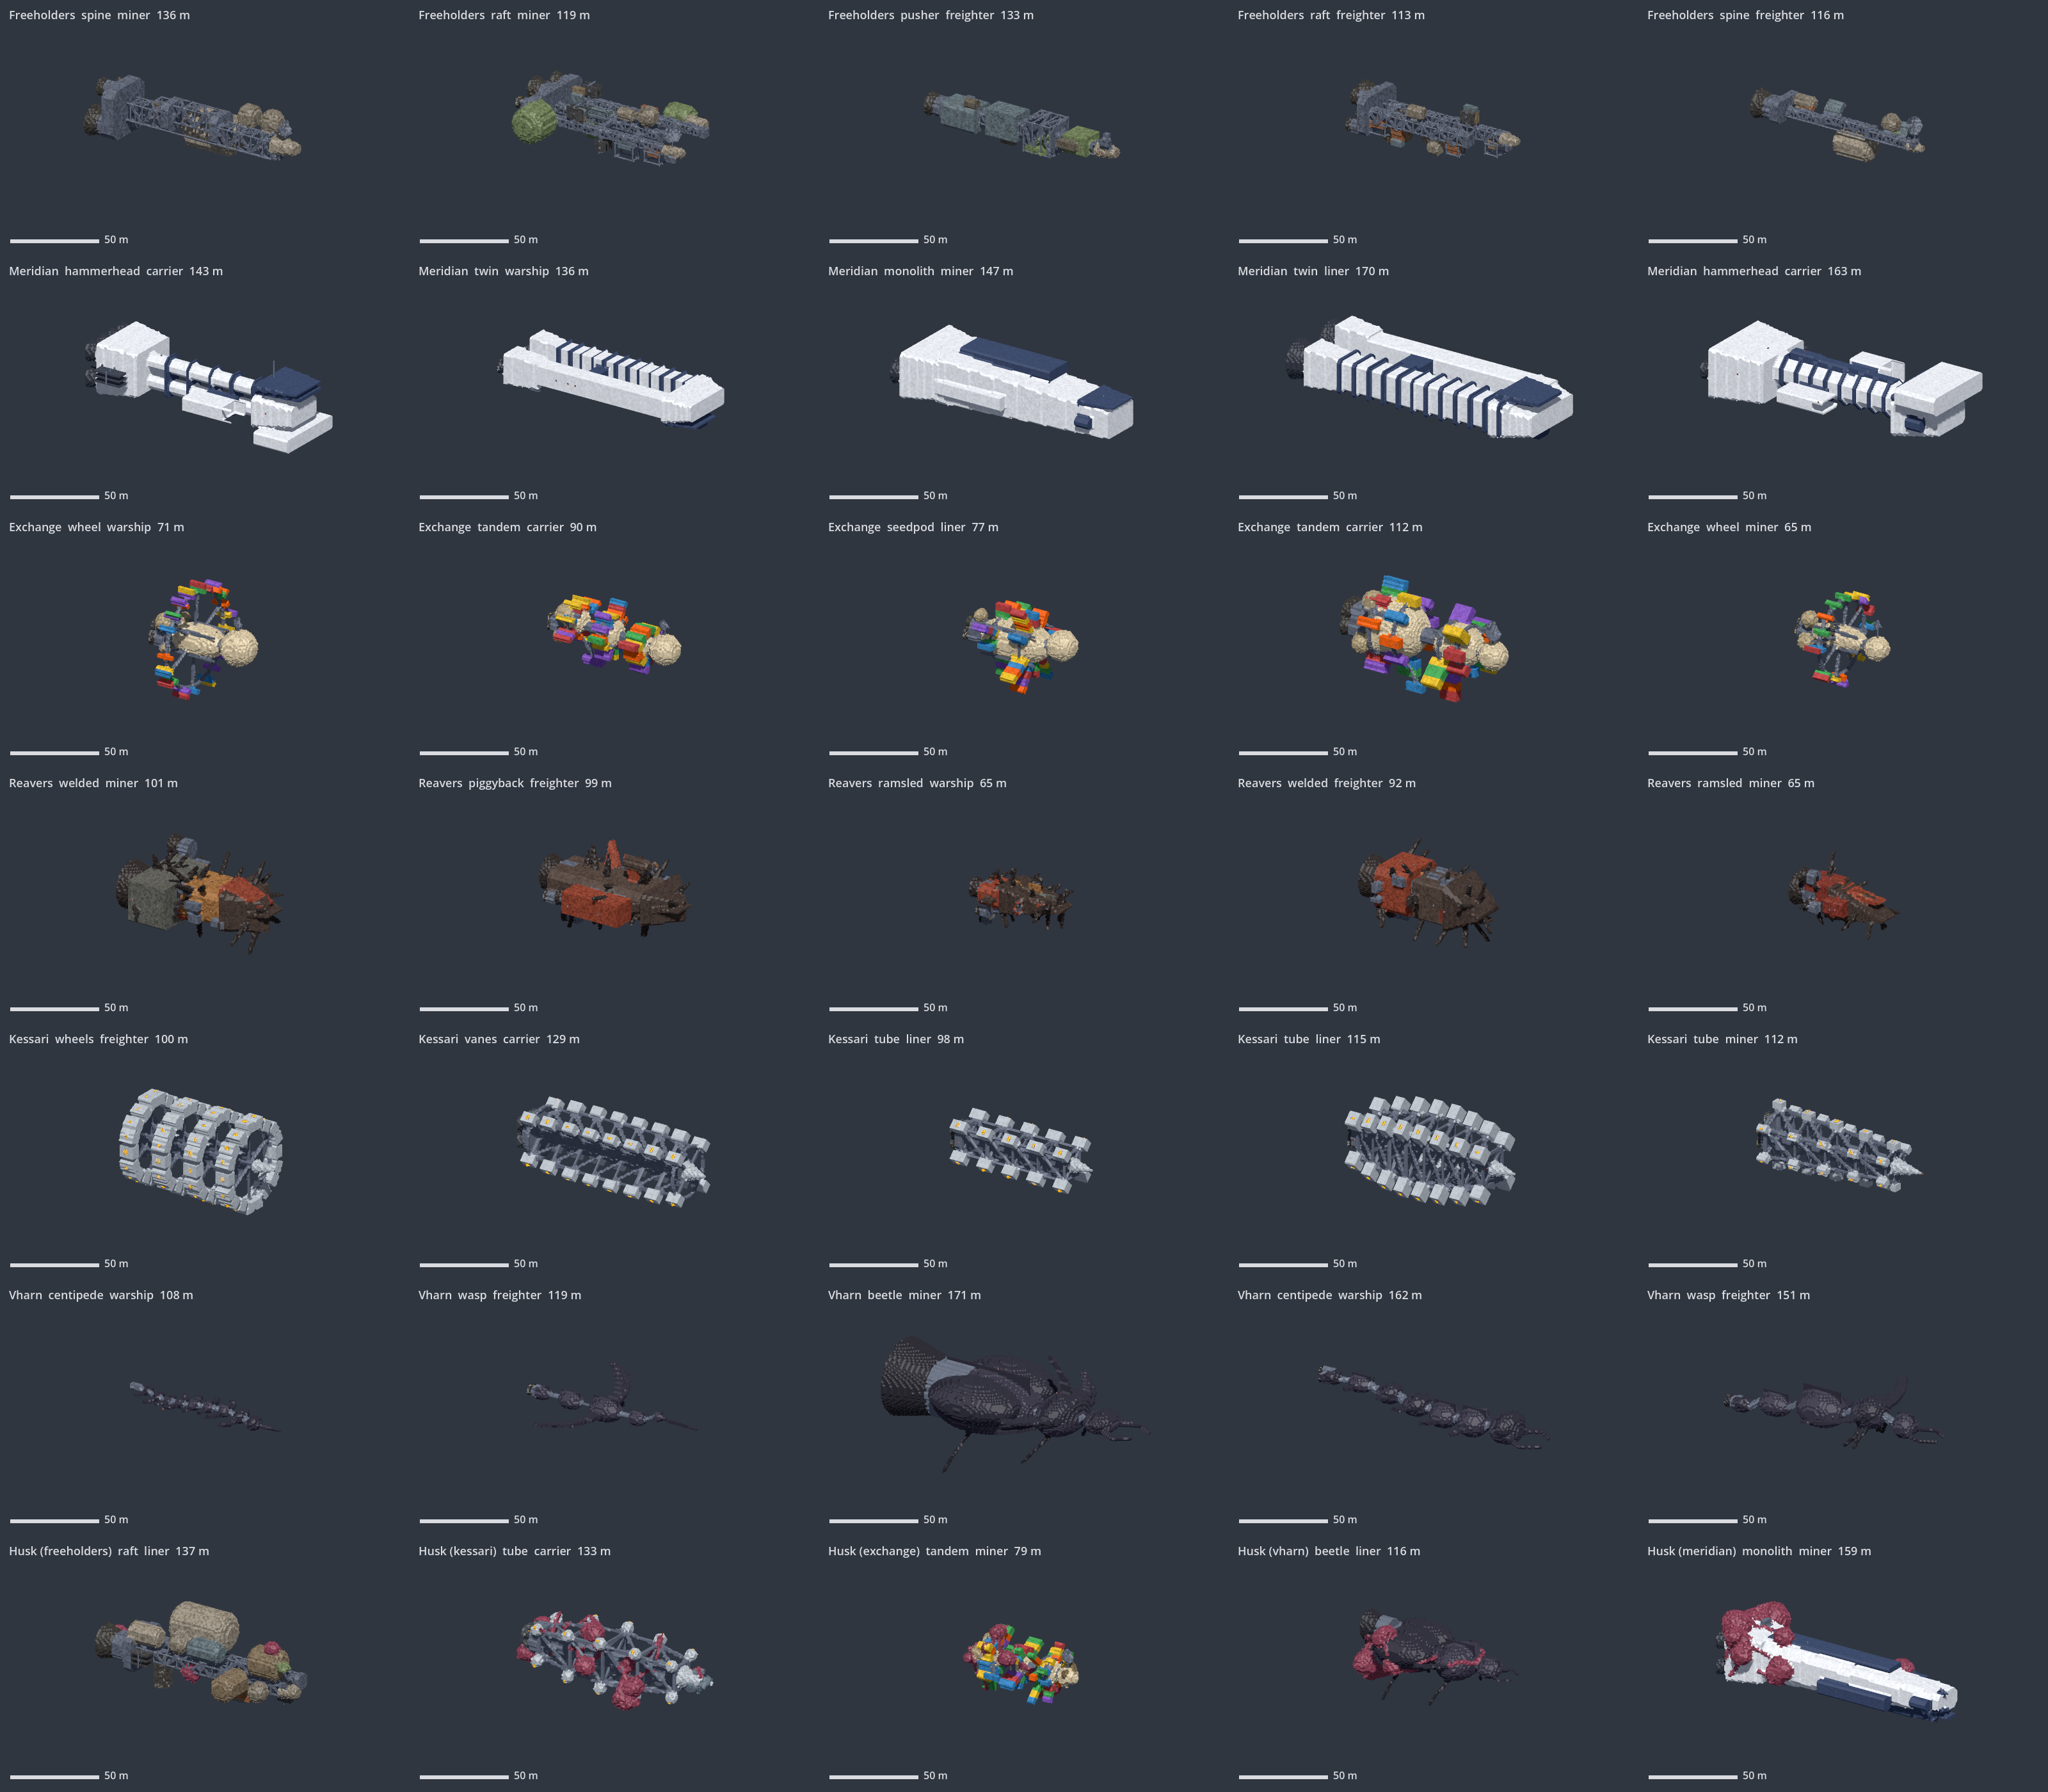 Freeholders spine miner 136 m
Freeholders raft miner 119 m
Freeholders pusher freighter 133 m
Freeholders raft freighter 113 m
Freeholders spine freighter 116 m
50 m
50 m
50 m
50 m
50 m
Meridian hammerhead carrier 143 m
Meridian twin warship 136 m
Meridian monolith miner 147 m
Meridian twin liner 170 m
Meridian hammerhead carrier 163 m
50 m
50 m
50 m
50 m
50 m
Exchange wheel warship 71 m
Exchange tandem carrier 90 m
Exchange seedpod liner 77 m
Exchange tandem carrier 112 m
Exchange wheel miner 65 m
50 m
50 m
50 m
50 m
50 m
Reavers welded miner 101 m
Reavers piggyback freighter 99 m
Reavers ramsled warship 65 m
Reavers welded freighter 92 m
Reavers ramsled miner 65 m
50 m
50 m
50 m
50 m
50 m
Kessari wheels freighter 100 m
Kessari vanes carrier 129 m
Kessari tube liner 98 m
Kessari tube liner 115 m
Kessari tube miner 112 m
50 m
50 m
50 m
50 m
50 m
Vharn centipede warship 108 m
Vharn wasp freighter 119 m
Vharn beetle miner 171 m
Vharn centipede warship 162 m
Vharn wasp freighter 151 m
50 m
50 m
50 m
50 m
50 m
Husk (freeholders) raft liner 137 m
Husk (kessari) tube carrier 133 m
Husk (exchange) tandem miner 79 m
Husk (vharn) beetle liner 116 m
Husk (meridian) monolith miner 159 m
50 m
50 m
50 m
50 m
50 m